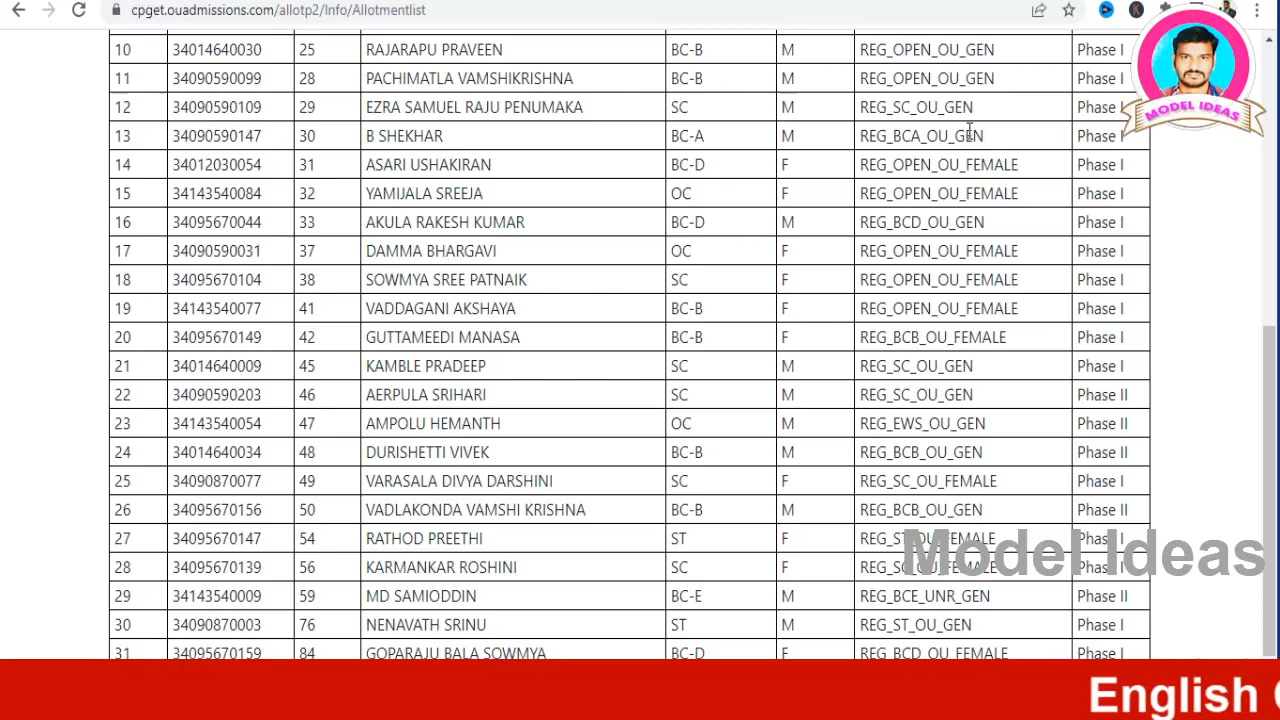 cpget.ouadmissions.com/allotp2/Info/Allotmentlist
10 34014640030 25 RAJARAPU PRAVEEN BC-B M REG_OPEN_OU_GEN Phase I
11 34090590099 28 PACHIMATLA VAMSHIKRISHNA BC-B M REG_OPEN_OU_GEN Phase I
12 34090590109 29 EZRA SAMUEL RAJU PENUMAKA SC M REG_SC_OU_GEN Phase
13 34090590147 30 B SHEKHAR BC-A M REG_BCA_OU_GEN Phase I
14 34012030054 31 ASARI USHAKIRAN BC-D F REG_OPEN_OU_FEMALE Phase I
15 34143540084 32 YAMIJALA SREEJA OC F REG_OPEN_OU_FEMALE Phase I
16 34095670044 33 AKULA RAKESH KUMAR BC-D M REG_BCD_OU_GEN Phase I
17 34090590031 37 DAMMA BHARGAVI OC F REG_OPEN_OU_FEMALE Phase I
18 34095670104 38 SOWMYA SREE PATNAIK SC F REG_OPEN_OU_FEMALE Phase I
19 34143540077 41 VADDAGANI AKSHAYA BC-B F REG_OPEN_OU_FEMALE Phase I
20 34095670149 42 GUTTAMEEDI MANASA BC-B F REG_BCB_OU_FEMALE Phase I
21 34014640009 45 KAMBLE PRADEEP SC M REG_SC_OU_GEN Phase I
22 34090590203 46 AERPULA SRIHARI SC M REG_SC_OU_GEN Phase II
23 34143540054 47 AMPOLU HEMANTH OC M REG_EWS_OU_GEN Phase II
24 34014640034 48 DURISHETTI VIVEK BC-B M REG_BCB_OU_GEN Phase II
25 34090870077 49 VARASALA DIVYA DARSHINI SC F REG_SC_OU_FEMALE Phase I
26 34095670156 50 VADLAKONDA VAMSHI KRISHNA BC-B M REG_BCB_OU_GEN Phase II
27 34095670147 54 RATHOD PREETHI ST F REG_ST_OU_FEMALE Phase I
28 34095670139 56 KARMANKAR ROSHINI SC F REG_SC_OU_FEMALE Phase I
29 34143540009 59 MD SAMIODDIN BC-E M REG_BCE_UNR_GEN Phase II
30 34090870003 76 NENAVATH SRINU ST M REG_ST_OU_GEN Phase I
31 34095670159 84 GOPARAJU BALA SOWMYA BC-D F REG_BCD_OU_FEMALE Phase I
MODEL IDEAS
Model Ideas
English